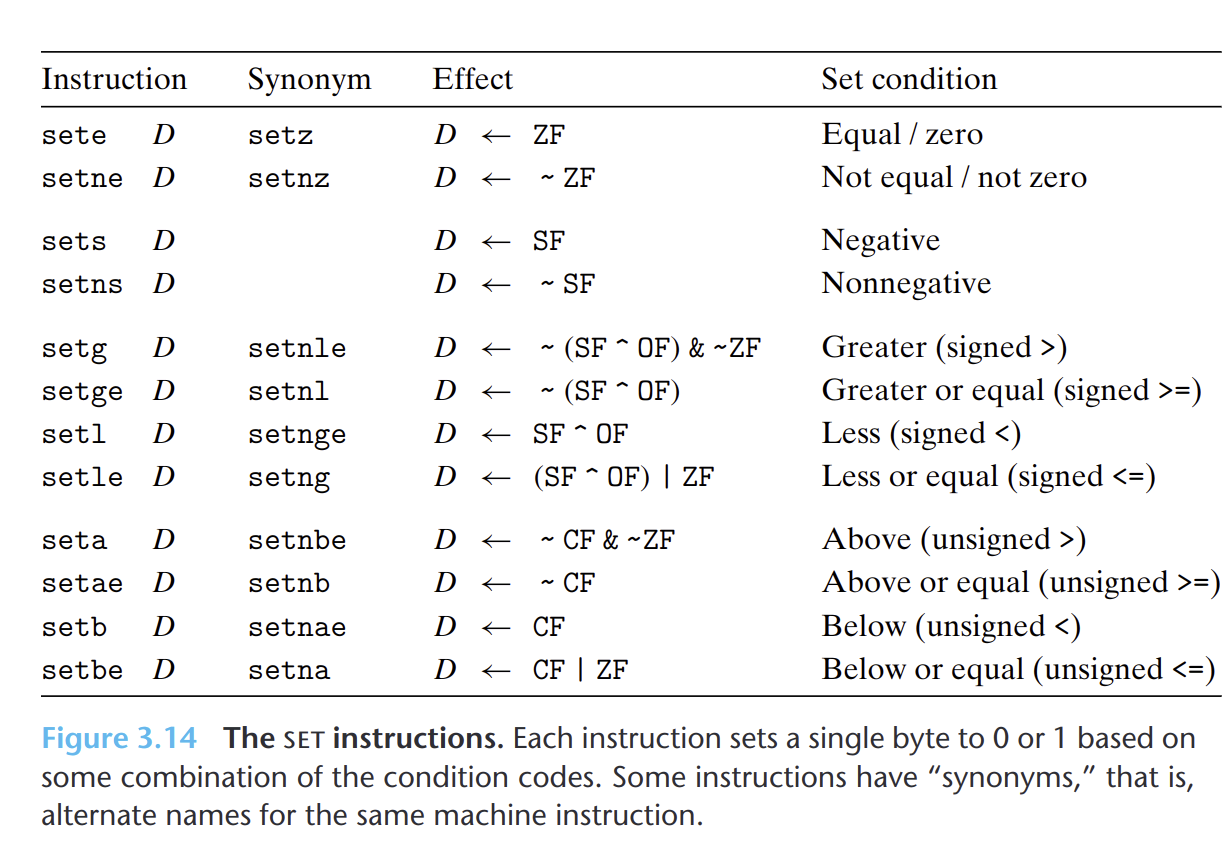 Instruction Synonym Effect Set condition
sete D setz D ← ZF Equal / zero
setne D setnz D ← ~ ZF Not equal / not zero
sets D D ← SF Negative
setns D D ← ~ SF Nonnegative
setg D setnle D ← ~ (SF ^ OF) & ~ZF Greater (signed >)
setge D setnl D ← ~ (SF ^ OF) Greater or equal (signed >=)
setl D setnge D ← SF ^ OF Less (signed <)
setle D setng D ← (SF ^ OF) | ZF Less or equal (signed <=)
seta D setnbe D ← ~ CF & ~ZF Above (unsigned >)
setae D setnb D ← ~ CF Above or equal (unsigned >=)
setb D setnae D ← CF Below (unsigned <)
setbe D setna D ← CF | ZF Below or equal (unsigned <=)
Figure 3.14 The SET instructions. Each instruction sets a single byte to 0 or 1 based on
some combination of the condition codes. Some instructions have “synonyms,” that is,
alternate names for the same machine instruction.